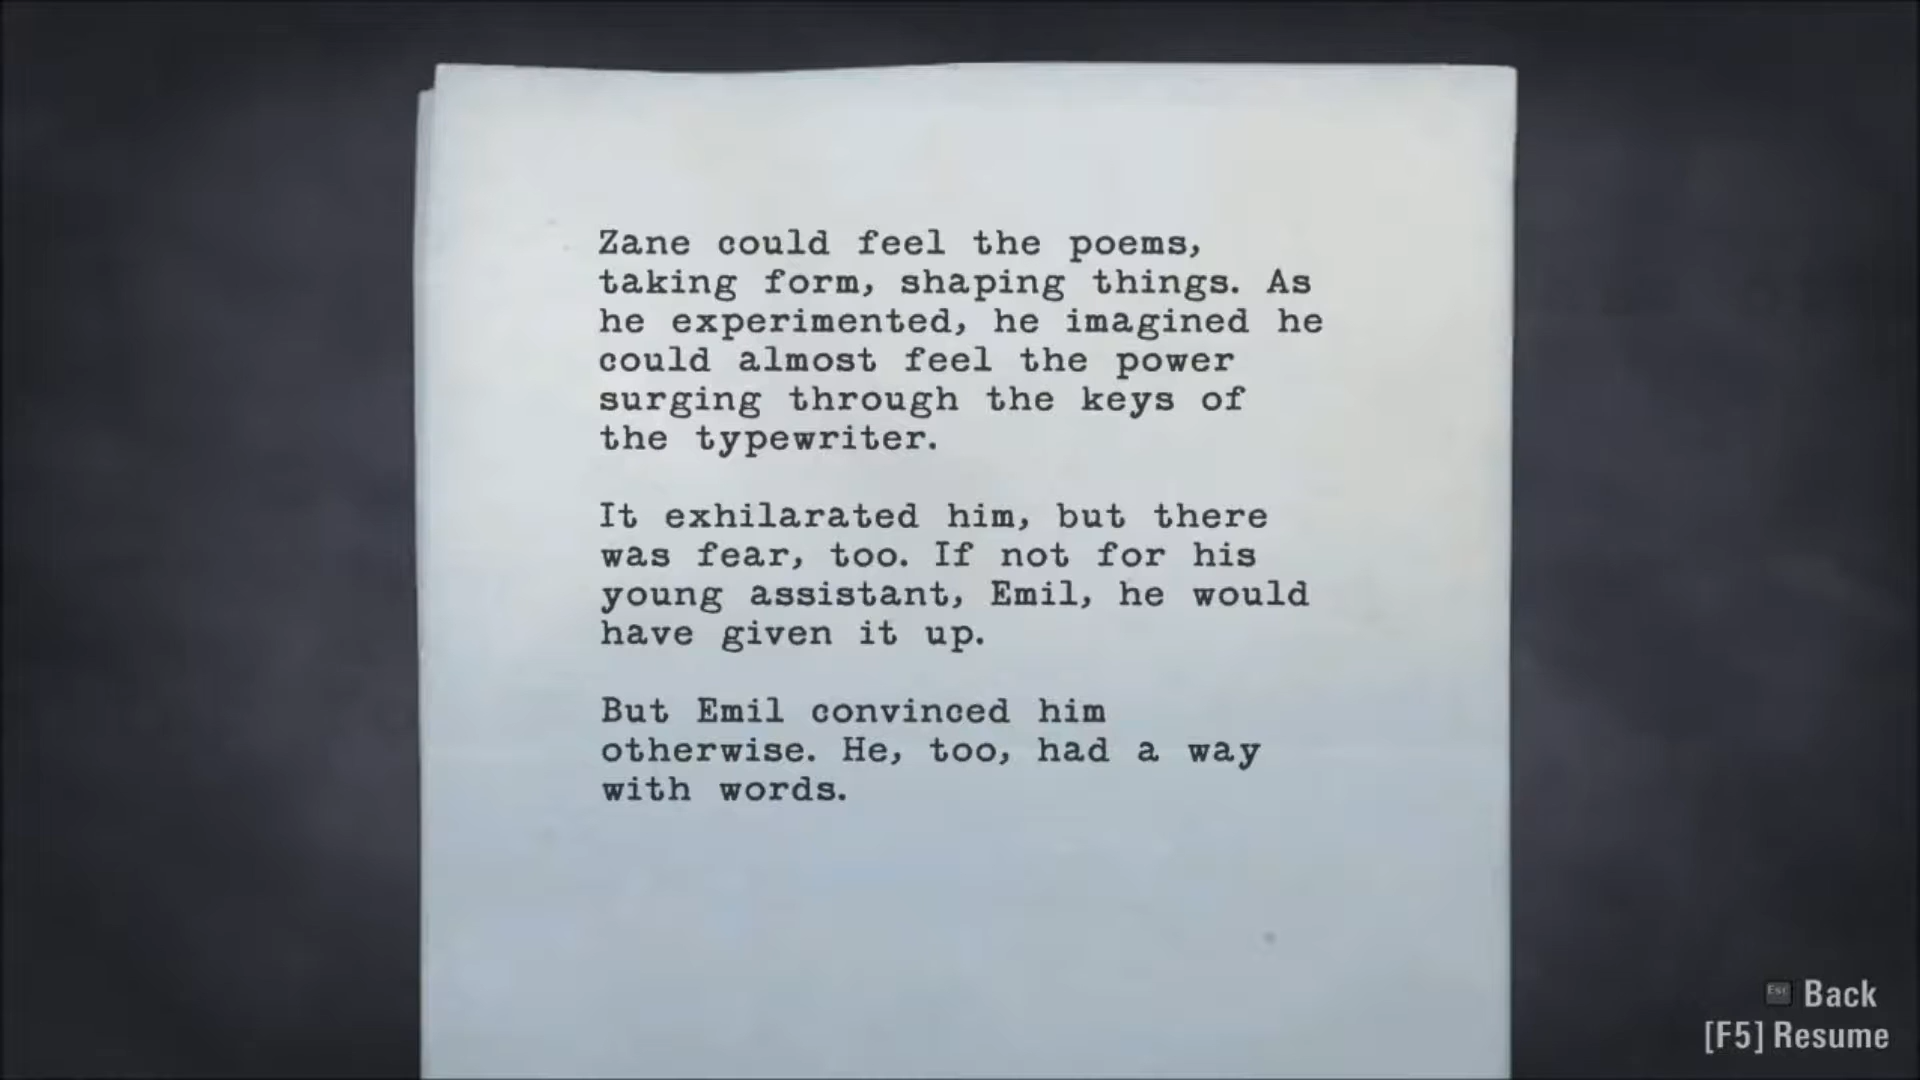 Zane could feel the poems,
taking form, shaping things. As
he experimented, he imagined he
could almost feel the power
surging through the keys of
the typewriter.
It exhilarated him, but there
was fear, too. If not for his
young assistant, Emil, he would
have given it up.
But Emil convinced him
otherwise. He, too, had a way
with words.
Esc Back
[F5] Resume